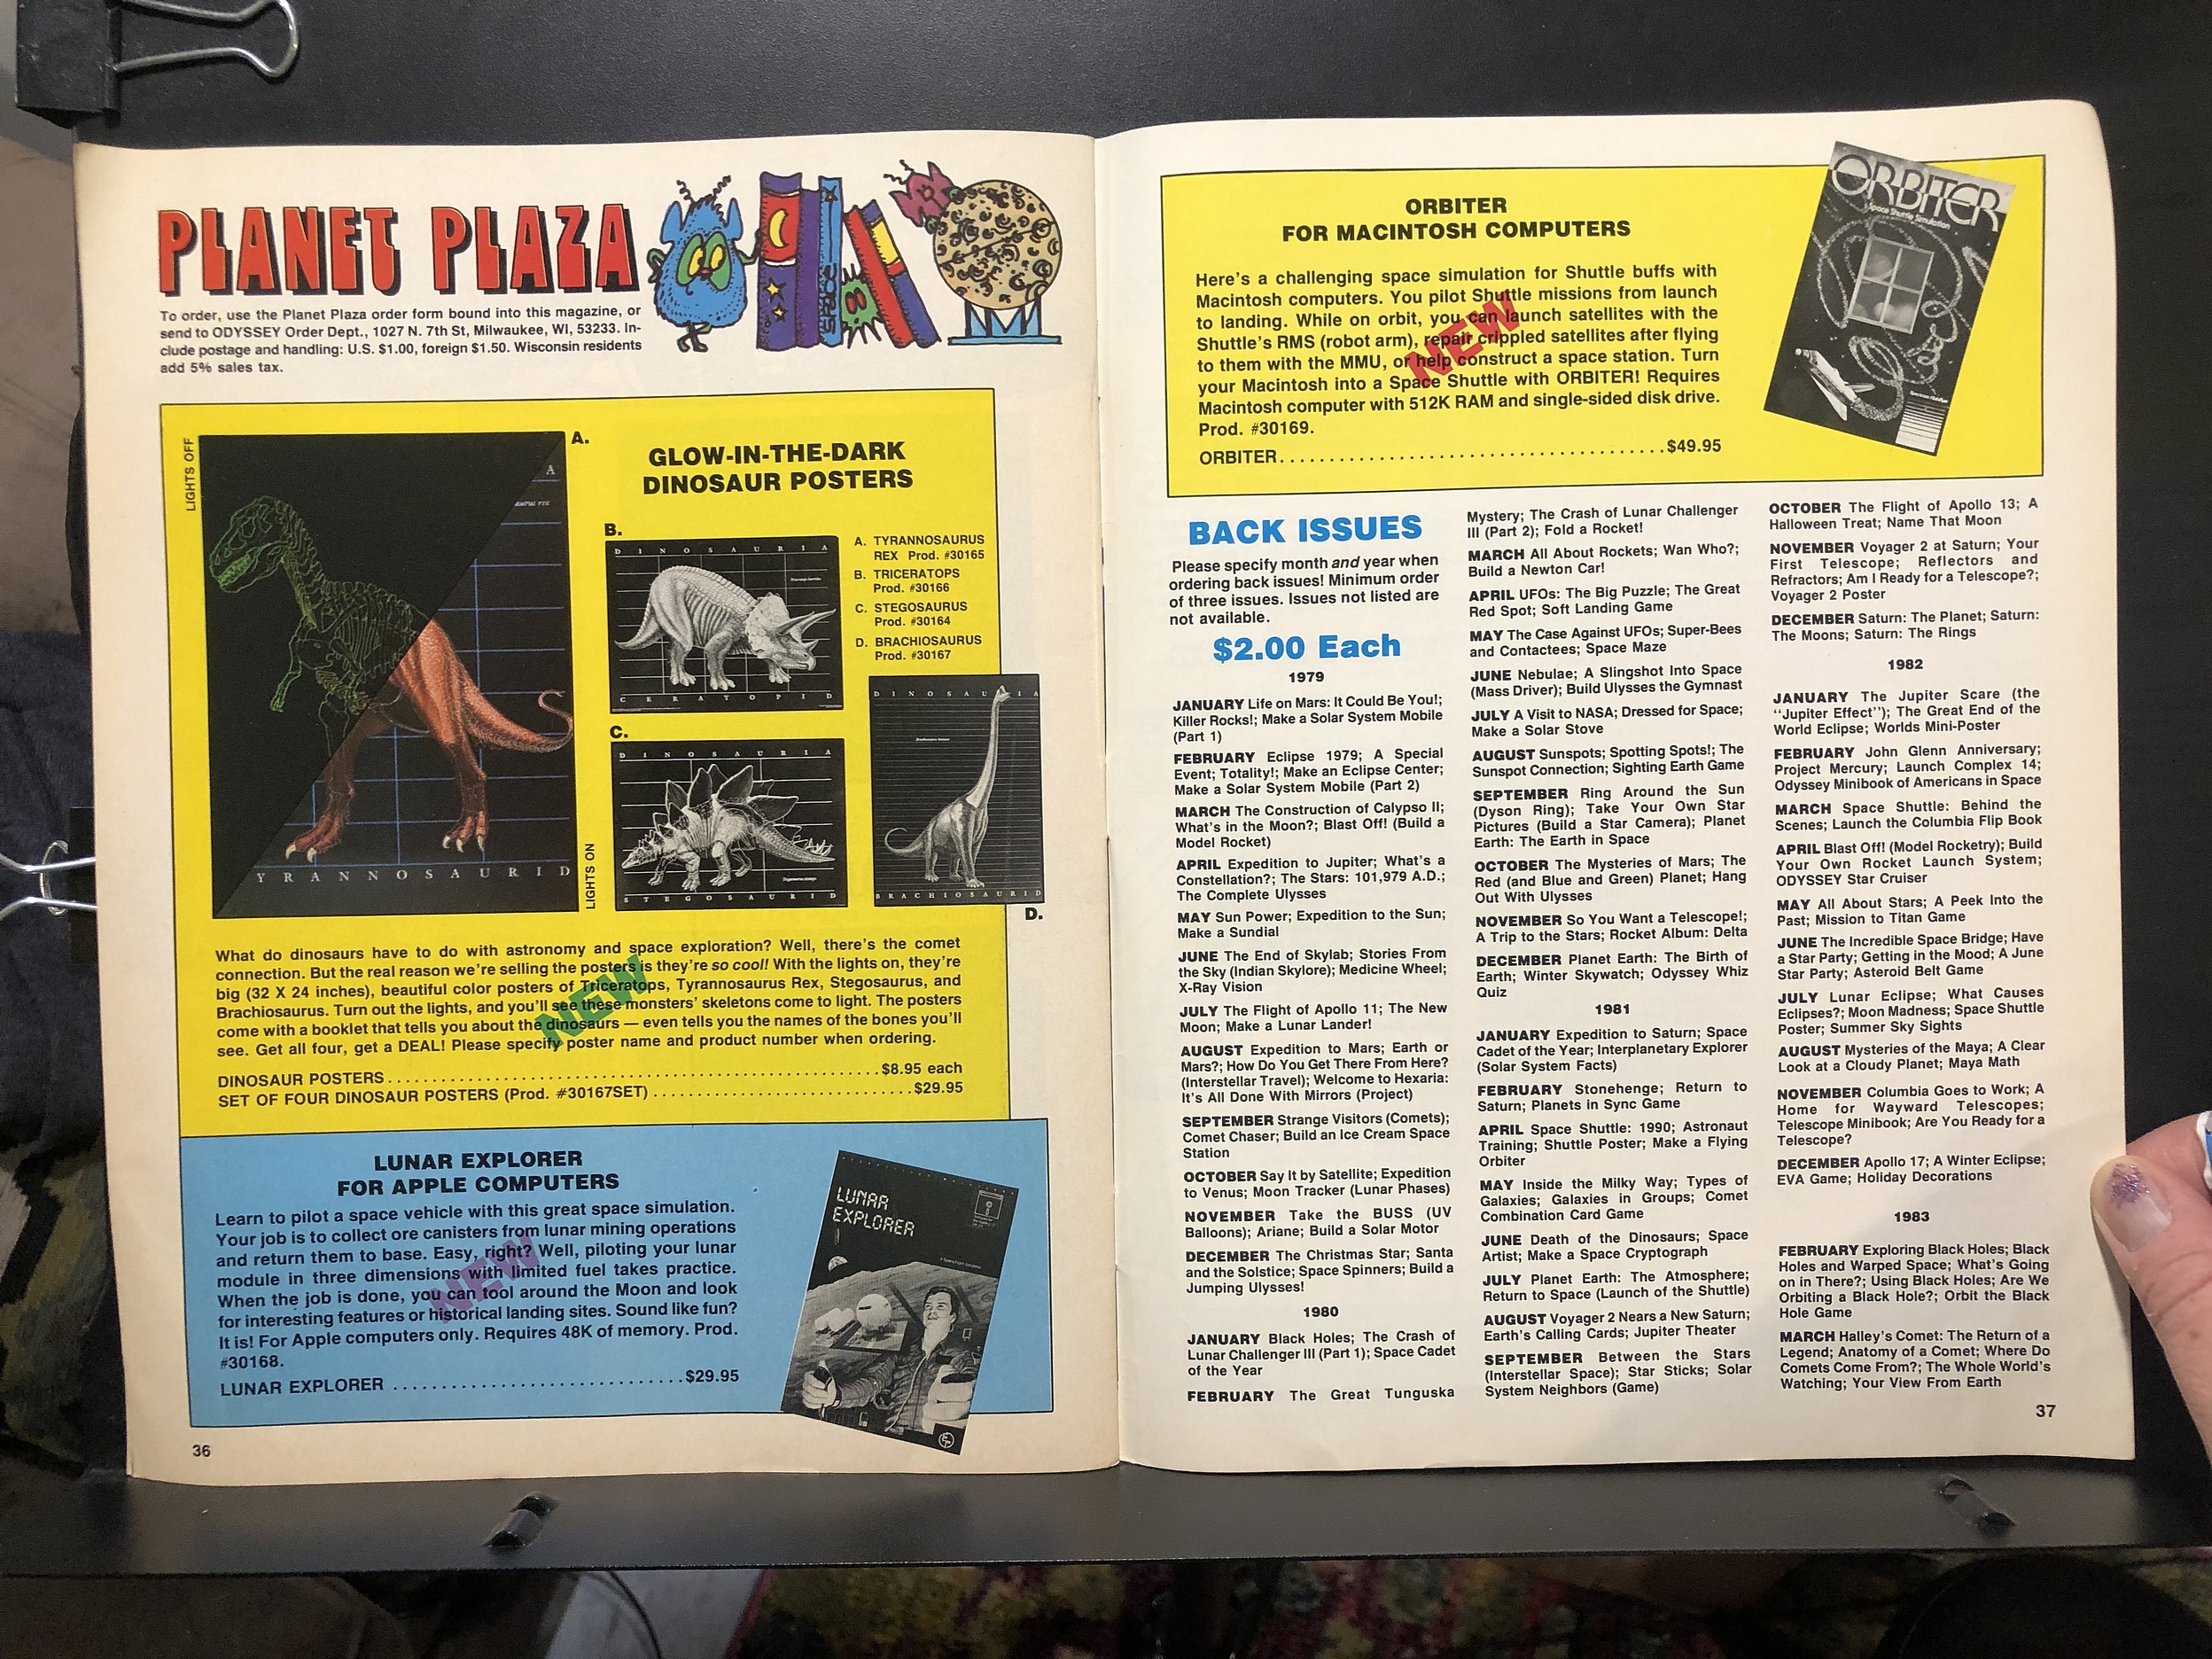 PLANET PLAZA
To order, use the Planet Plaza order form bound into this magazine, or
send to ODYSSEY Order Dept., 1027 N. 7th St, Milwaukee, WI, 53233. In-
clude postage and handling: U.S. $1.00, foreign $1.50. Wisconsin residents
add 5% sales tax.
SPACE
LIGHTS OFF
A.
A
GLOW-IN-THE-DARK
DINOSAUR POSTERS
B.
DINOSAURIA
CERATOPID
A. TYRANNOSAURUS
REX Prod. #30165
B. TRICERATOPS
Prod. #30166
C. STEGOSAURUS
Prod. #30164
D. BRACHIOSAURUS
Prod. #30167
C.
DINOSAURIA
STEGOSAURID
DINOSAURIA
BRACHIOSAURID
D.
YRANNOSAURID
LIGHTS ON
What do dinosaurs have to do with astronomy and space exploration? Well, there's the comet
connection. But the real reason we're selling the posters is they're so cool! With the lights on, they're
big (32 X 24 inches), beautiful color posters of Triceratops, Tyrannosaurus Rex, Stegosaurus, and
Brachiosaurus. Turn out the lights, and you'll see these monsters' skeletons come to light. The posters
come with a booklet that tells you about the dinosaurs — even tells you the names of the bones you'll
see. Get all four, get a DEAL! Please specify poster name and product number when ordering.
NEW
DINOSAUR POSTERS ........ $8.95 each
SET OF FOUR DINOSAUR POSTERS (Prod. #30167SET) ........ $29.95
LUNAR EXPLORER
FOR APPLE COMPUTERS
Learn to pilot a space vehicle with this great space simulation.
Your job is to collect ore canisters from lunar mining operations
and return them to base. Easy, right? Well, piloting your lunar
module in three dimensions with limited fuel takes practice.
When the job is done, you can tool around the Moon and look
for interesting features or historical landing sites. Sound like fun?
It is! For Apple computers only. Requires 48K of memory. Prod.
#30168.
NEW
LUNAR EXPLORER ........ $29.95
LUNAR
EXPLORER
36
ORBITER
FOR MACINTOSH COMPUTERS
Here's a challenging space simulation for Shuttle buffs with
Macintosh computers. You pilot Shuttle missions from launch
to landing. While on orbit, you can launch satellites with the
Shuttle's RMS (robot arm), repair crippled satellites after flying
to them with the MMU, or help construct a space station. Turn
your Macintosh into a Space Shuttle with ORBITER! Requires
Macintosh computer with 512K RAM and single-sided disk drive.
Prod. #30169.
NEW
ORBITER ........ $49.95
ORBITER
Space Shuttle Simulation
BACK ISSUES
Please specify month and year when
ordering back issues! Minimum order
of three issues. Issues not listed are
not available.
$2.00 Each
1979
JANUARY Life on Mars: It Could Be You!;
Killer Rocks!; Make a Solar System Mobile
(Part 1)
FEBRUARY Eclipse 1979; A Special
Event; Totality!; Make an Eclipse Center;
Make a Solar System Mobile (Part 2)
MARCH The Construction of Calypso II;
What's in the Moon?; Blast Off! (Build a
Model Rocket)
APRIL Expedition to Jupiter; What's a
Constellation?; The Stars: 101,979 A.D.;
The Complete Ulysses
MAY Sun Power; Expedition to the Sun;
Make a Sundial
JUNE The End of Skylab; Stories From
the Sky (Indian Skylore); Medicine Wheel;
X-Ray Vision
JULY The Flight of Apollo 11; The New
Moon; Make a Lunar Lander!
AUGUST Expedition to Mars; Earth or
Mars?; How Do You Get There From Here?
(Interstellar Travel); Welcome to Hexaria:
It's All Done With Mirrors (Project)
SEPTEMBER Strange Visitors (Comets);
Comet Chaser; Build an Ice Cream Space
Station
OCTOBER Say It by Satellite; Expedition
to Venus; Moon Tracker (Lunar Phases)
NOVEMBER Take the BUSS (UV
Balloons); Ariane; Build a Solar Motor
DECEMBER The Christmas Star; Santa
and the Solstice; Space Spinners; Build a
Jumping Ulysses!
1980
JANUARY Black Holes; The Crash of
Lunar Challenger III (Part 1); Space Cadet
of the Year
FEBRUARY The Great Tunguska
Mystery; The Crash of Lunar Challenger
III (Part 2); Fold a Rocket!
MARCH All About Rockets; Wan Who?;
Build a Newton Car!
APRIL UFOs: The Big Puzzle; The Great
Red Spot; Soft Landing Game
MAY The Case Against UFOs; Super-Bees
and Contactees; Space Maze
JUNE Nebulae; A Slingshot Into Space
(Mass Driver); Build Ulysses the Gymnast
JULY A Visit to NASA; Dressed for Space;
Make a Solar Stove
AUGUST Sunspots; Spotting Spots!; The
Sunspot Connection; Sighting Earth Game
SEPTEMBER Ring Around the Sun
(Dyson Ring); Take Your Own Star
Pictures (Build a Star Camera); Planet
Earth: The Earth in Space
OCTOBER The Mysteries of Mars; The
Red (and Blue and Green) Planet; Hang
Out With Ulysses
NOVEMBER So You Want a Telescope!;
A Trip to the Stars; Rocket Album: Delta
DECEMBER Planet Earth: The Birth of
Earth; Winter Skywatch; Odyssey Whiz
Quiz
1981
JANUARY Expedition to Saturn; Space
Cadet of the Year; Interplanetary Explorer
(Solar System Facts)
FEBRUARY Stonehenge; Return to
Saturn; Planets in Sync Game
APRIL Space Shuttle: 1990; Astronaut
Training; Shuttle Poster; Make a Flying
Orbiter
MAY Inside the Milky Way; Types of
Galaxies; Galaxies in Groups; Comet
Combination Card Game
JUNE Death of the Dinosaurs; Space
Artist; Make a Space Cryptograph
JULY Planet Earth: The Atmosphere;
Return to Space (Launch of the Shuttle)
AUGUST Voyager 2 Nears a New Saturn;
Earth's Calling Cards; Jupiter Theater
SEPTEMBER Between the Stars
(Interstellar Space); Star Sticks; Solar
System Neighbors (Game)
OCTOBER The Flight of Apollo 13; A
Halloween Treat; Name That Moon
NOVEMBER Voyager 2 at Saturn; Your
First Telescope; Reflectors and
Refractors; Am I Ready for a Telescope?;
Voyager 2 Poster
DECEMBER Saturn: The Planet; Saturn:
The Moons; Saturn: The Rings
1982
JANUARY The Jupiter Scare (the
"Jupiter Effect"); The Great End of the
World Eclipse; Worlds Mini-Poster
FEBRUARY John Glenn Anniversary;
Project Mercury; Launch Complex 14;
Odyssey Minibook of Americans in Space
MARCH Space Shuttle: Behind the
Scenes; Launch the Columbia Flip Book
APRIL Blast Off! (Model Rocketry); Build
Your Own Rocket Launch System;
ODYSSEY Star Cruiser
MAY All About Stars; A Peek Into the
Past; Mission to Titan Game
JUNE The Incredible Space Bridge; Have
a Star Party; Getting in the Mood; A June
Star Party; Asteroid Belt Game
JULY Lunar Eclipse; What Causes
Eclipses?; Moon Madness; Space Shuttle
Poster; Summer Sky Sights
AUGUST Mysteries of the Maya; A Clear
Look at a Cloudy Planet; Maya Math
NOVEMBER Columbia Goes to Work; A
Home for Wayward Telescopes;
Telescope Minibook; Are You Ready for a
Telescope?
DECEMBER Apollo 17; A Winter Eclipse;
EVA Game; Holiday Decorations
1983
FEBRUARY Exploring Black Holes; Black
Holes and Warped Space; What's Going
on in There?; Using Black Holes; Are We
Orbiting a Black Hole?; Orbit the Black
Hole Game
MARCH Halley's Comet: The Return of a
Legend; Anatomy of a Comet; Where Do
Comets Come From?; The Whole World's
Watching; Your View From Earth
37